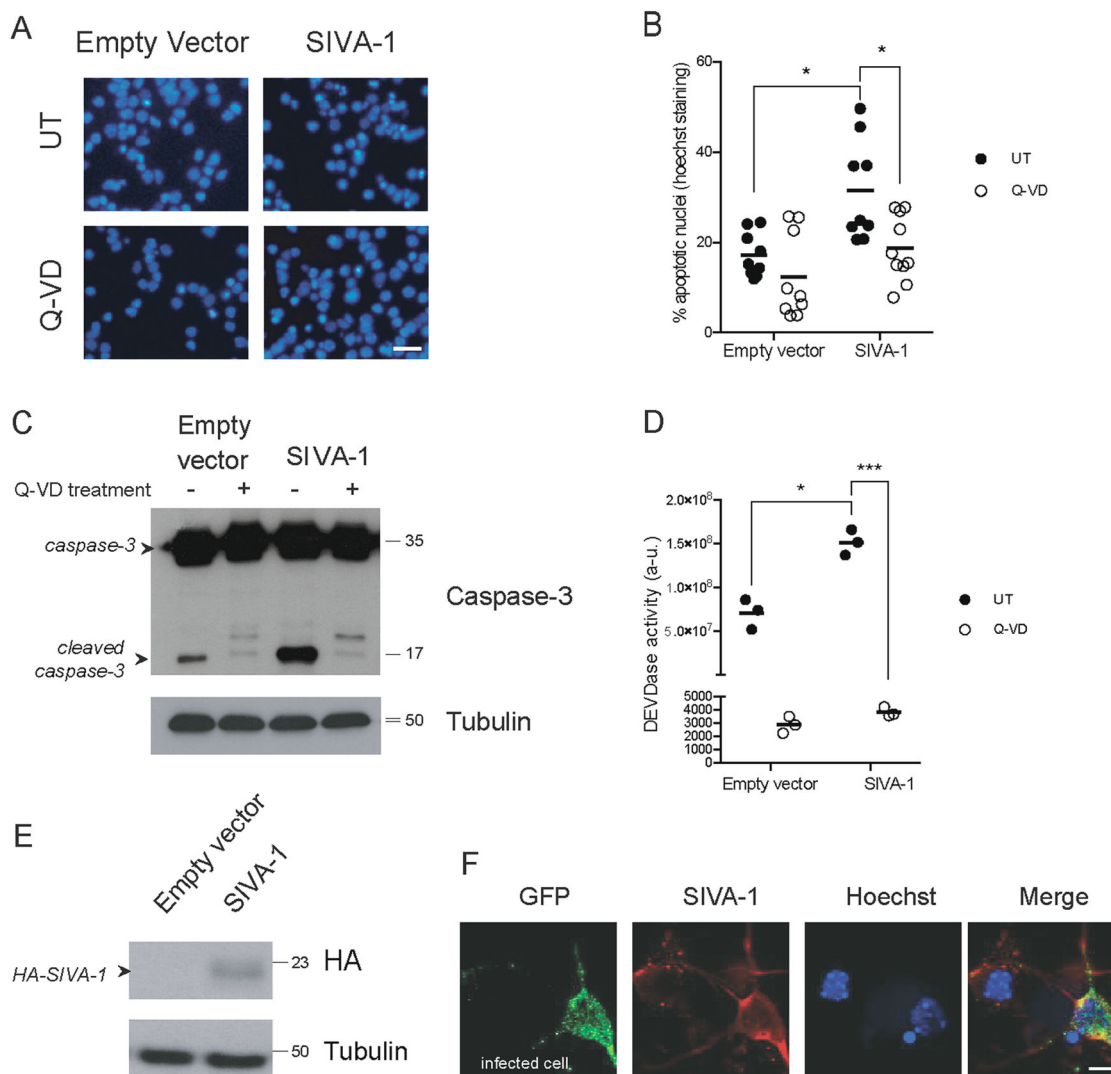 A
Empty Vector SIVA-1
UT
Q-VD
B
% apoptotic nuclei (hoechst staining)
60
40
20
0
* *
Empty vector SIVA-1
UT
Q-VD
C
Empty vector SIVA-1
Q-VD treatment - + - +
caspase-3
35
Caspase-3
cleaved
caspase-3
17
50
Tubulin
D
DEVDase activity (a-u.)
* ***
2.0×10⁸
1.5×10⁸
1.0×10⁸
5.0×10⁷
5000
4000
3000
2000
1000
0
Empty vector SIVA-1
UT
Q-VD
E
Empty vector SIVA-1
HA-SIVA-1
23
HA
50
Tubulin
F
GFP SIVA-1 Hoechst Merge
infected cell